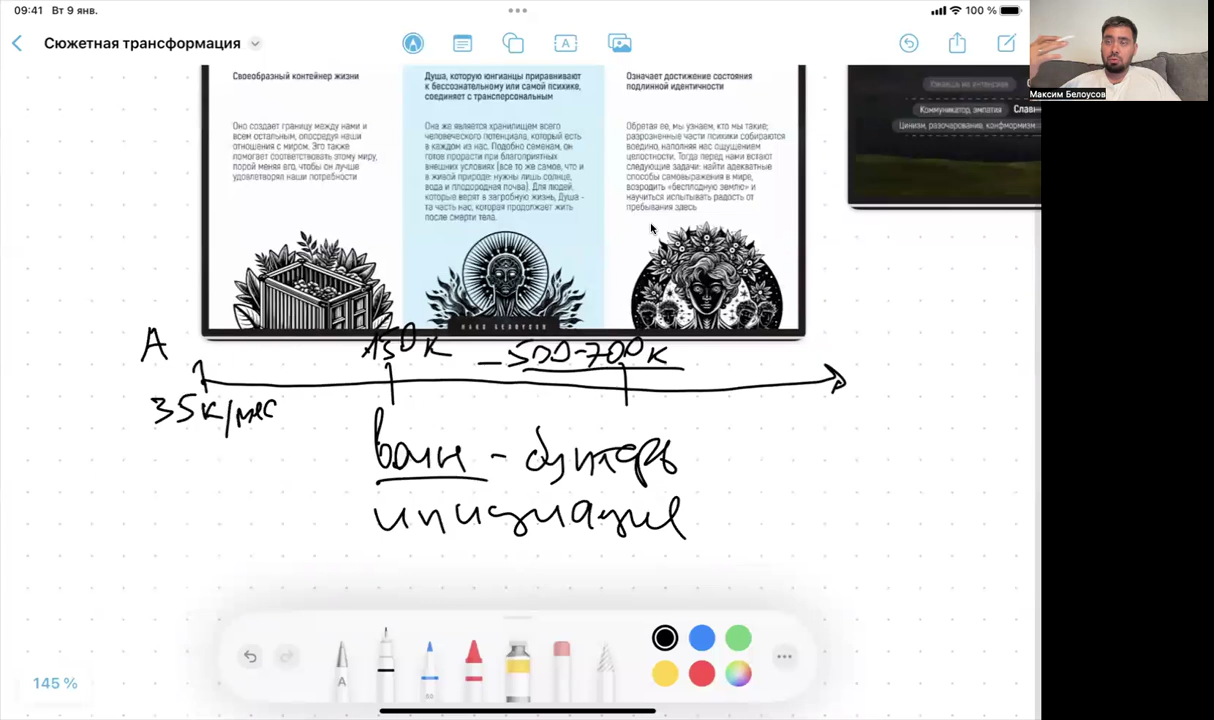 09:41 Вт 9 янв.
100 %
Сюжетная трансформация
Максим Белоусов
Своеобразный контейнер жизни
Оно создает границу между нами и
всем остальным, опосредуя наши
отношения с миром. Эго также
помогает соответствовать этому миру,
порой меняя его, чтобы он лучше
удовлетворял наши потребности
Душа, которую юнгианцы приравнивают
к бессознательному или самой психике,
соединяет с трансперсональным
Она же является хранилищем всего
человеческого потенциала, который есть
в каждом из нас. Подобно семенам, он
готов прорасти при благоприятных
внешних условиях (все то же самое, что и
в живой природе: нужны лишь солнце,
вода и плодородная почва). Для людей,
которые верят в загробную жизнь, Душа -
та часть нас, которая продолжает жить
после смерти тела.
Означает достижение состояния
подлинной идентичности
Обретая ее, мы узнаем, кто мы такие;
разрозненные части психики собираются
воедино, наполняя нас ощущением
целостности. Тогда перед нами встают
следующие задачи: найти адекватные
способы самовыражения в мире,
возродить «бесплодную землю» и
научиться испытывать радость от
пребывания здесь
Коммуникатор, эмпатия
Цинизм, разочарование, конформизм
МАКС БЕЛОУСОВ
A
150к
500-700к
35к/мес
воин - бунтарь
инициация
A
145 %